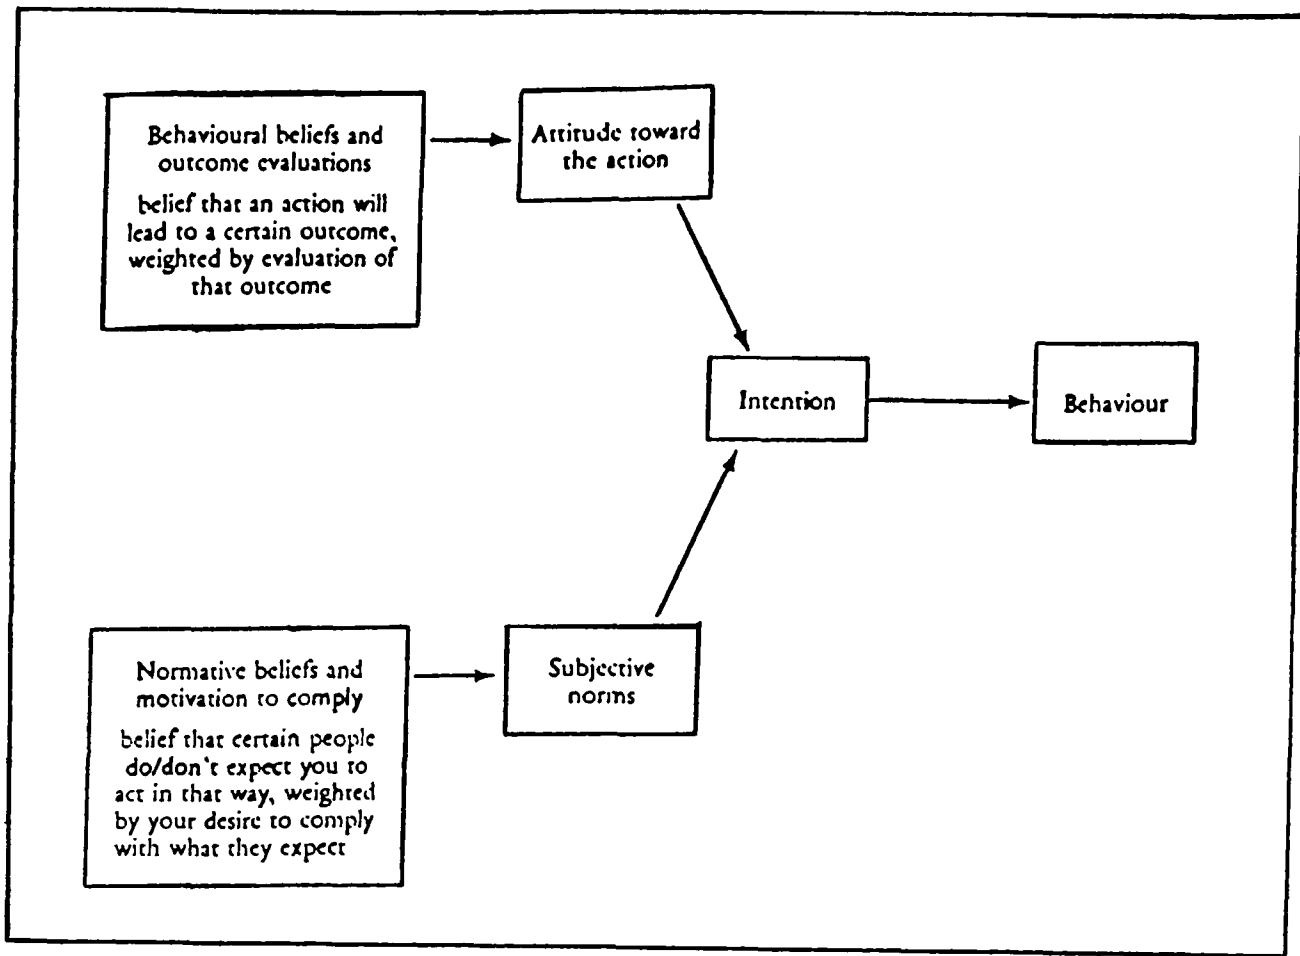 Behavioural beliefs and
outcome evaluations
belief that an action will
lead to a certain outcome,
weighted by evaluation of
that outcome
Attitude toward
the action
Intention
Behaviour
Normative beliefs and
motivation to comply
belief that certain people
do/don't expect you to
act in that way, weighted
by your desire to comply
with what they expect
Subjective
norms